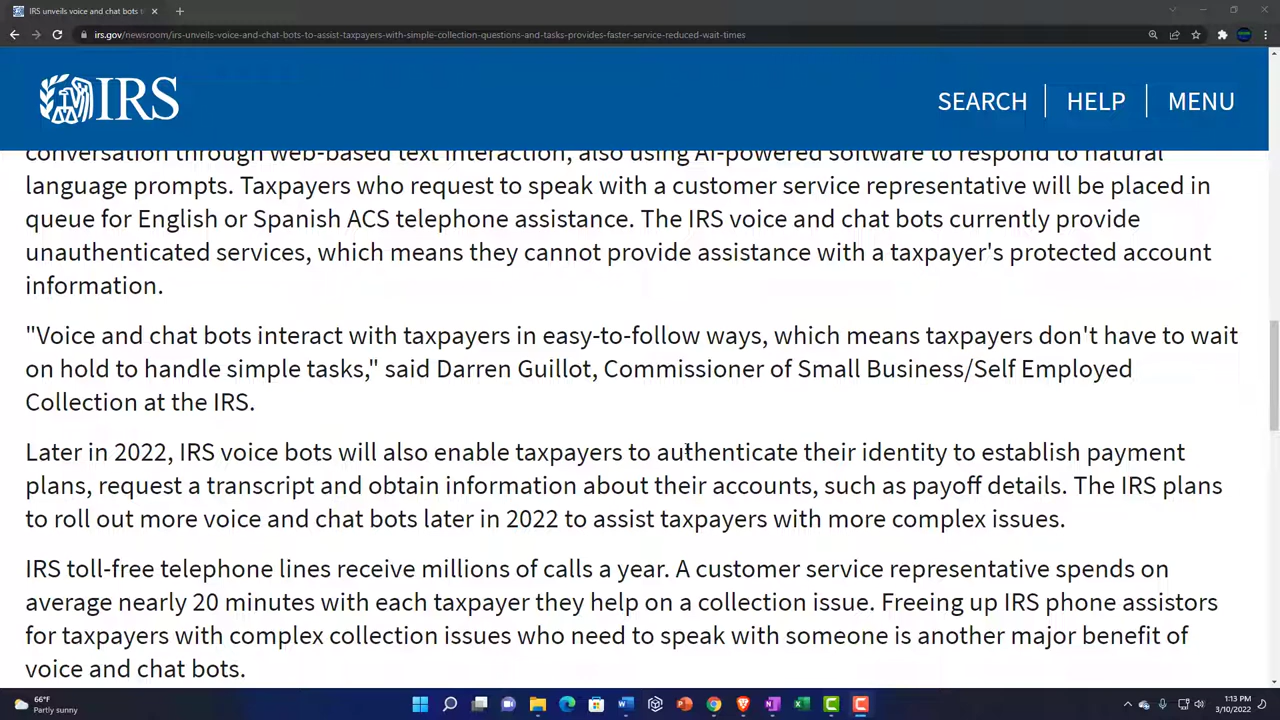 IRS unveils voice and chat bots t
irs.gov/newsroom/irs-unveils-voice-and-chat-bots-to-assist-taxpayers-with-simple-collection-questions-and-tasks-provides-faster-service-reduced-wait-times
IRS
SEARCH
HELP
MENU
conversation through web-based text interaction, also using AI-powered software to respond to natural
language prompts. Taxpayers who request to speak with a customer service representative will be placed in
queue for English or Spanish ACS telephone assistance. The IRS voice and chat bots currently provide
unauthenticated services, which means they cannot provide assistance with a taxpayer's protected account
information.
"Voice and chat bots interact with taxpayers in easy-to-follow ways, which means taxpayers don't have to wait
on hold to handle simple tasks," said Darren Guillot, Commissioner of Small Business/Self Employed
Collection at the IRS.
Later in 2022, IRS voice bots will also enable taxpayers to authenticate their identity to establish payment
plans, request a transcript and obtain information about their accounts, such as payoff details. The IRS plans
to roll out more voice and chat bots later in 2022 to assist taxpayers with more complex issues.
IRS toll-free telephone lines receive millions of calls a year. A customer service representative spends on
average nearly 20 minutes with each taxpayer they help on a collection issue. Freeing up IRS phone assistors
for taxpayers with complex collection issues who need to speak with someone is another major benefit of
voice and chat bots.
66°F
Partly sunny
1:13 PM
3/10/2022